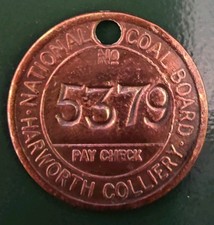 · NATIONAL COAL BOARD ·
Nº
5379
PAY CHECK
HARWORTH COLLIERY